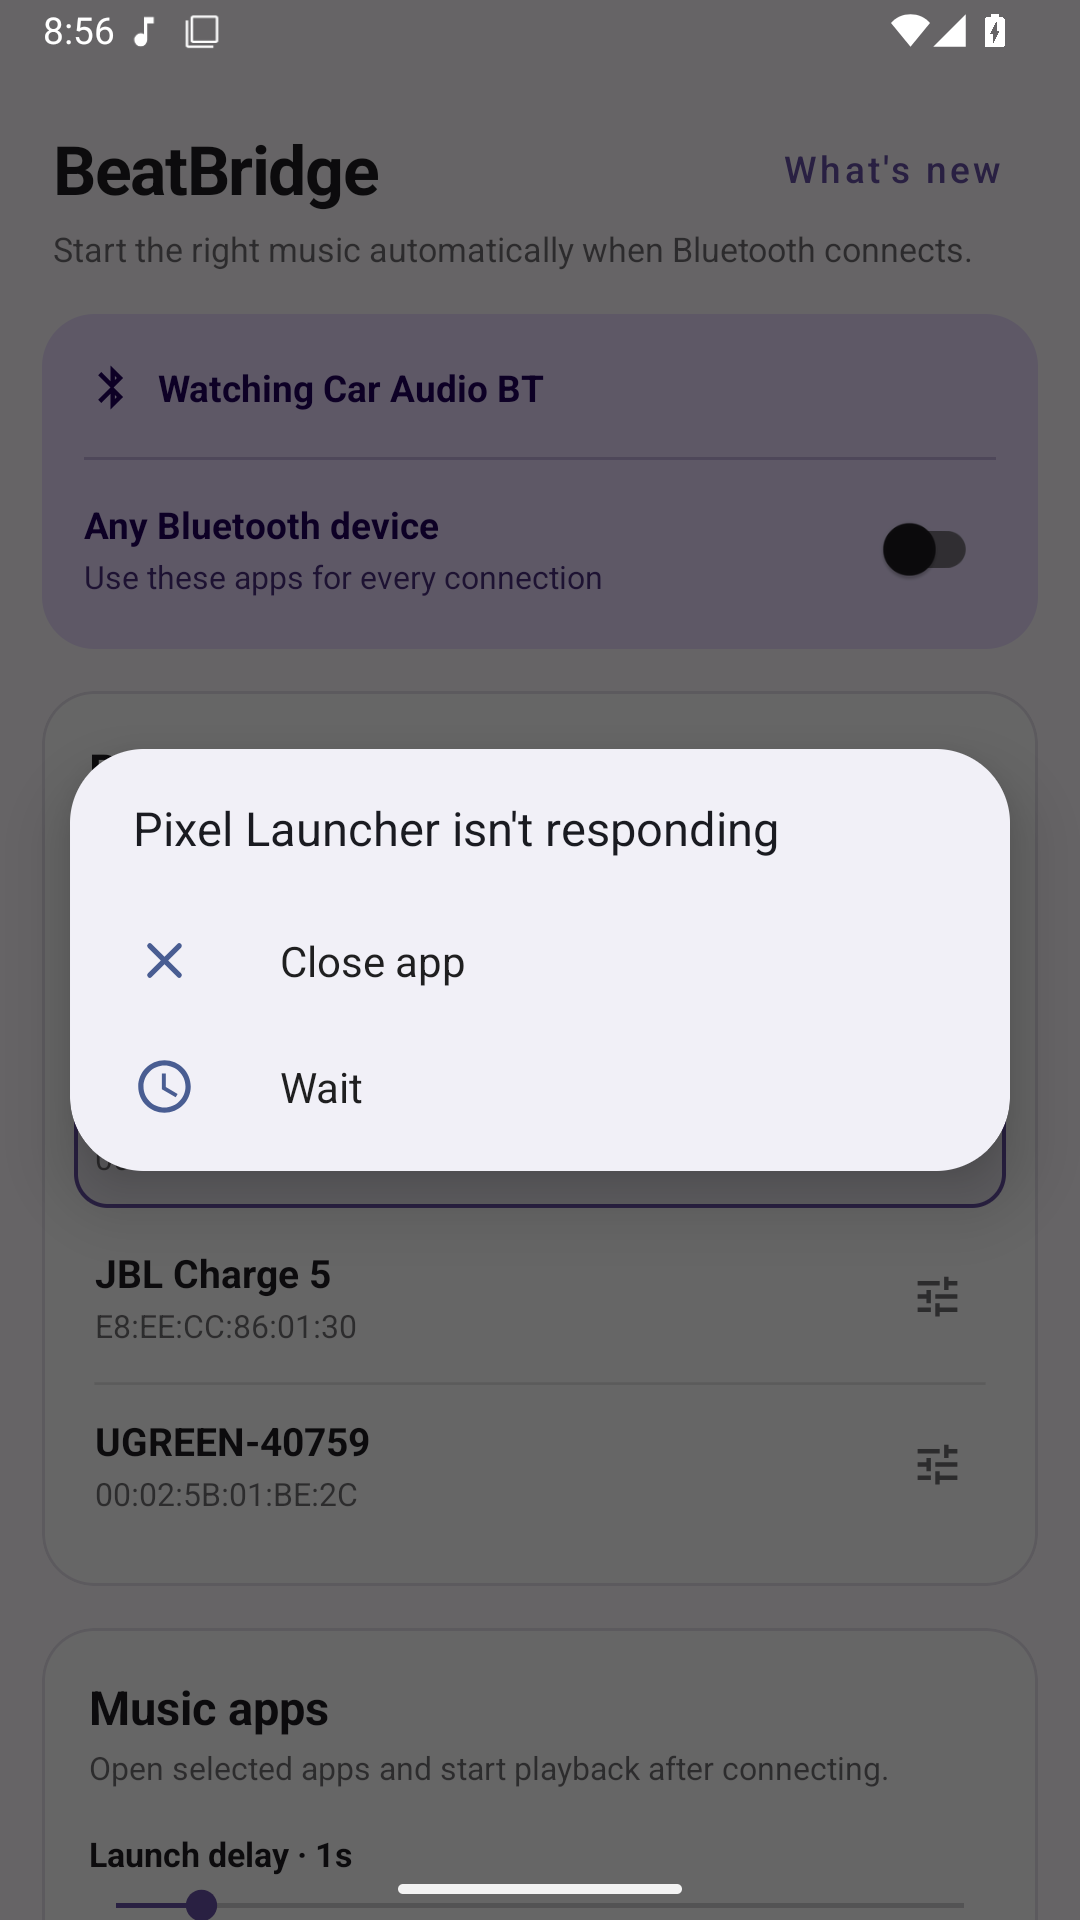 8:56
BeatBridge
What's new
Start the right music automatically when Bluetooth connects.
Watching Car Audio BT
Any Bluetooth device
Use these apps for every connection
Pixel Launcher isn't responding
Close app
Wait
JBL Charge 5
E8:EE:CC:86:01:30
UGREEN-40759
00:02:5B:01:BE:2C
Music apps
Open selected apps and start playback after connecting.
Launch delay · 1s